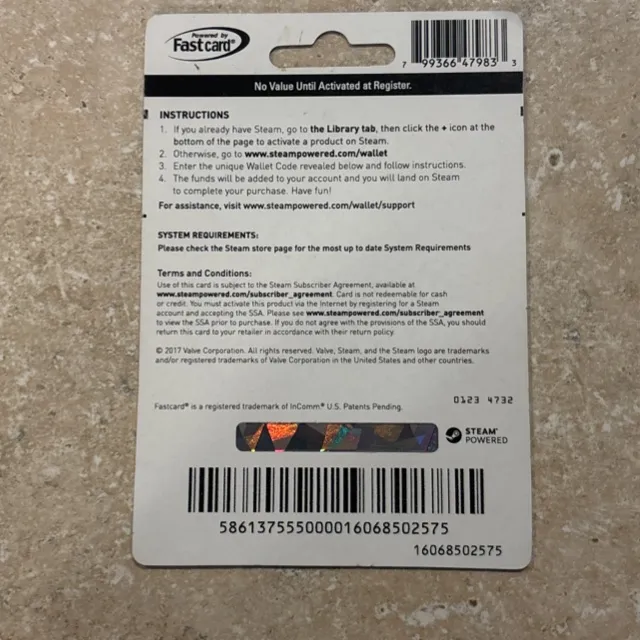 Powered by
Fastcard®
7 99366 47983 3
No Value Until Activated at Register.
INSTRUCTIONS
1. If you already have Steam, go to the Library tab, then click the + icon at the
bottom of the page to activate a product on Steam.
2. Otherwise, go to www.steampowered.com/wallet
3. Enter the unique Wallet Code revealed below and follow instructions.
4. The funds will be added to your account and you will land on Steam
to complete your purchase. Have fun!
For assistance, visit www.steampowered.com/wallet/support
SYSTEM REQUIREMENTS:
Please check the Steam store page for the most up to date System Requirements
Terms and Conditions:
Use of this card is subject to the Steam Subscriber Agreement, available at
www.steampowered.com/subscriber_agreement. Card is not redeemable for cash
or credit. You must activate this product via the Internet by registering for a Steam
account and accepting the SSA. Please see www.steampowered.com/subscriber_agreement
to view the SSA prior to purchase. If you do not agree with the provisions of the SSA, you should
return this card to your retailer in accordance with their return policy.
© 2017 Valve Corporation. All rights reserved. Valve, Steam, and the Steam logo are trademarks
and/or registered trademarks of Valve Corporation in the United States and other countries.
0123 4732
Fastcard® is a registered trademark of InComm.® U.S. Patents Pending.
STEAM™
POWERED
586137555000016068502575
16068502575